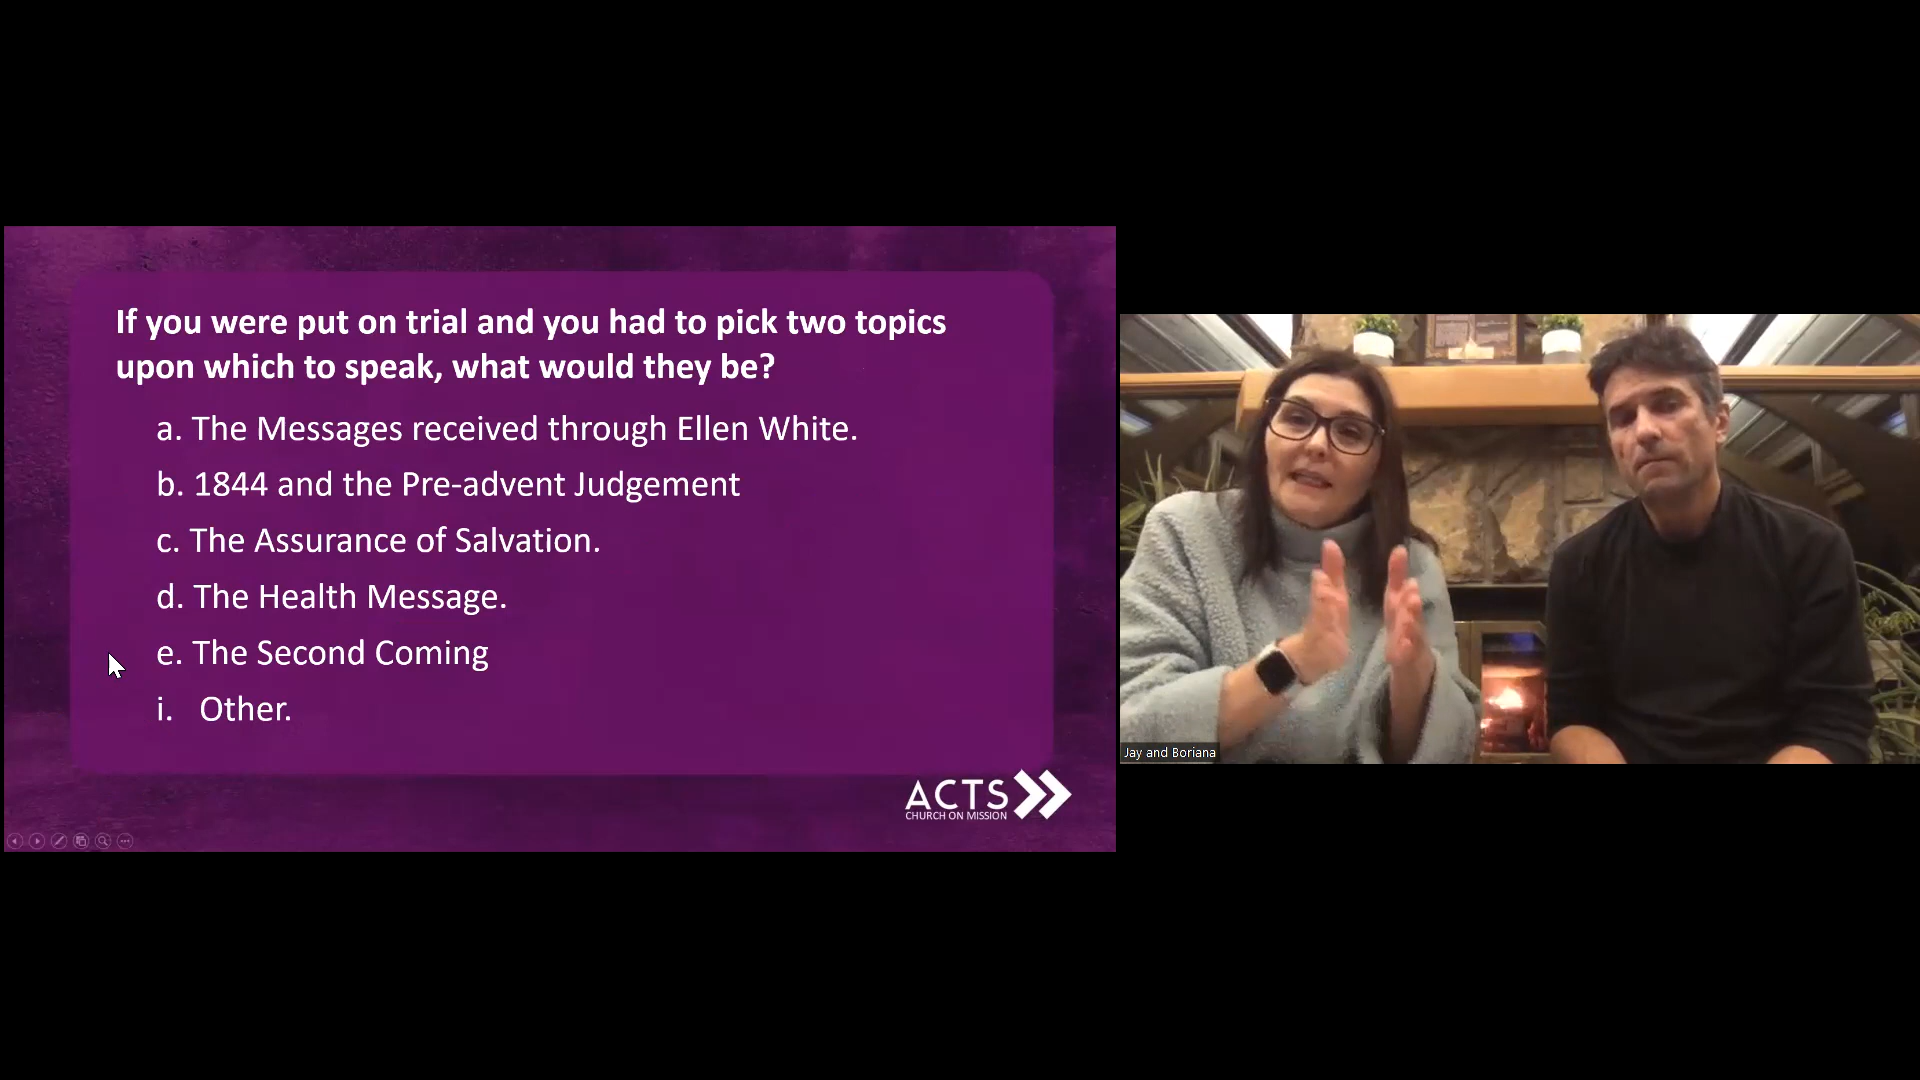 If you were put on trial and you had to pick two topics
upon which to speak, what would they be?
a. The Messages received through Ellen White.
b. 1844 and the Pre-advent Judgement
c. The Assurance of Salvation.
d. The Health Message.
e. The Second Coming
i. Other.
ACTS
CHURCH ON MISSION
Jay and Boriana